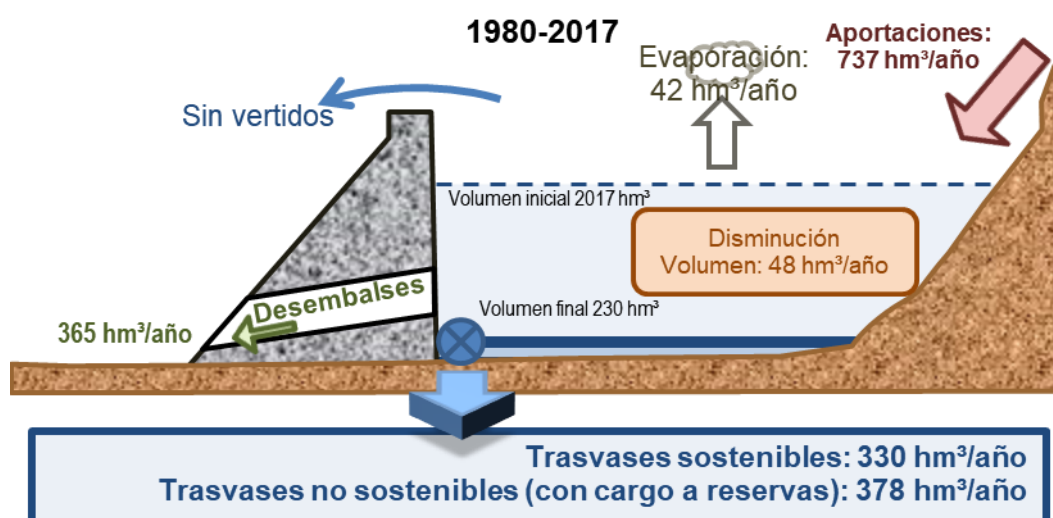 1980-2017
Aportaciones:
737 hm³/año
Evaporación:
42 hm³/año
Sin vertidos
Volumen inicial 2017 hm³
Disminución
Volumen: 48 hm³/año
Desembalses
Volumen final 230 hm³
365 hm³/año
Trasvases sostenibles: 330 hm³/año
Trasvases no sostenibles (con cargo a reservas): 378 hm³/año